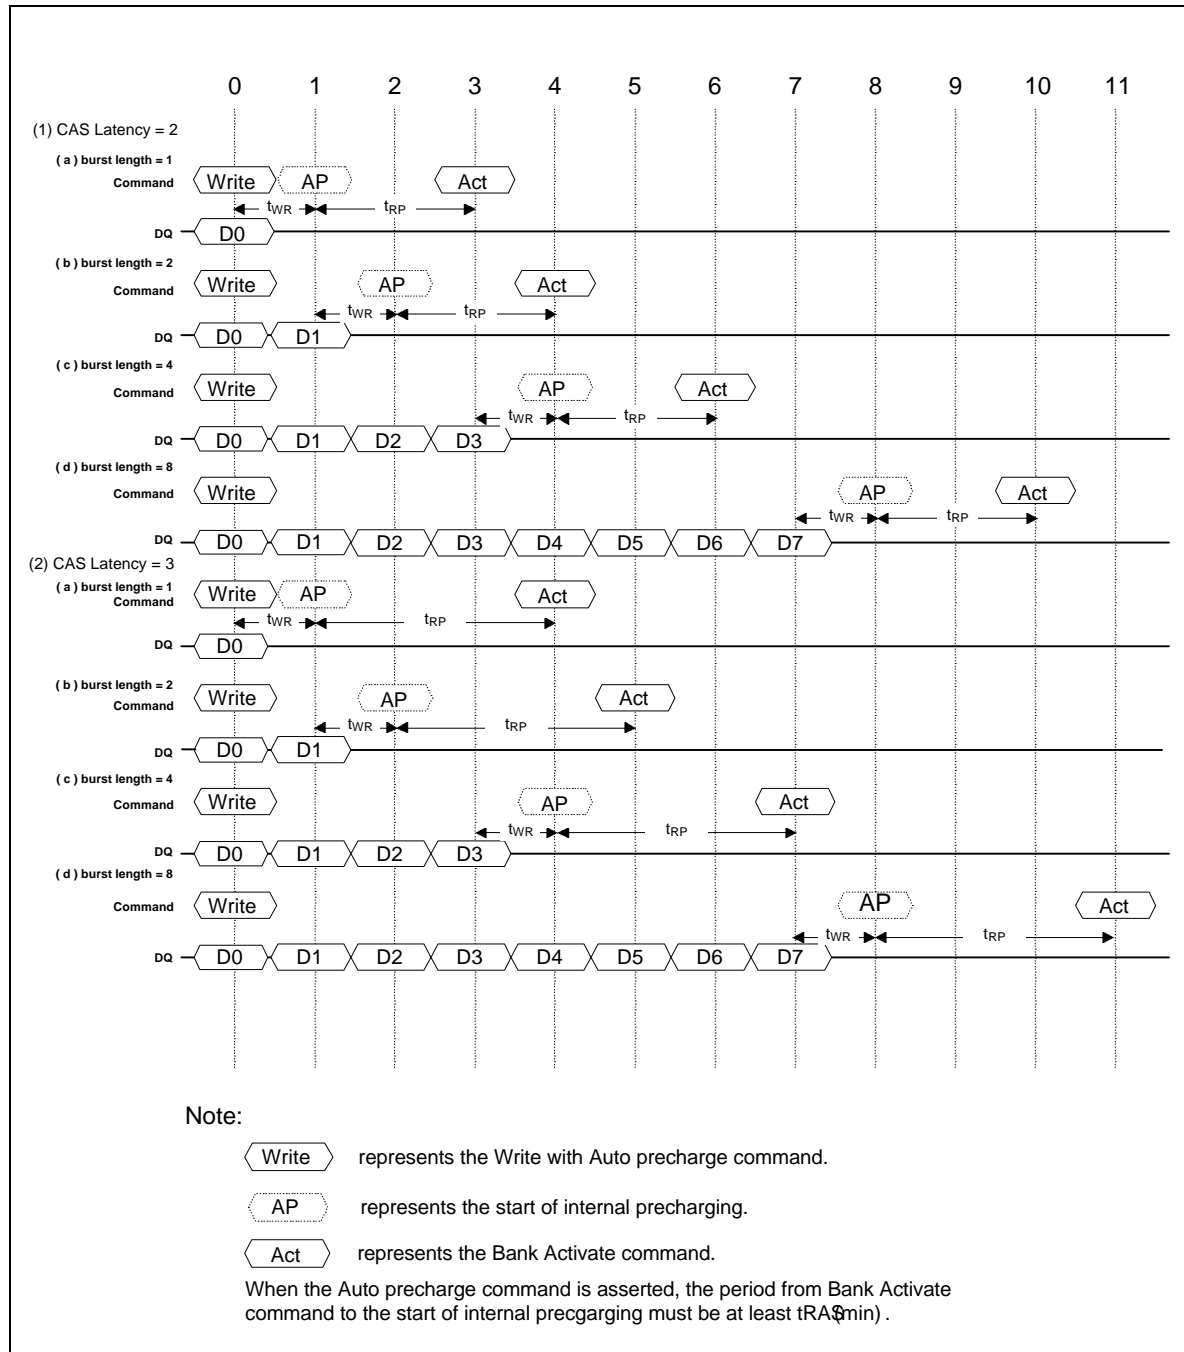 0 1 2 3 4 5 6 7 8 9 10 11
(1) CAS Latency = 2
( a ) burst length = 1
Command Write AP Act
tWR tRP
DQ D0
( b ) burst length = 2
Command Write AP Act
tWR tRP
DQ D0 D1
( c ) burst length = 4
Command Write AP Act
tWR tRP
DQ D0 D1 D2 D3
( d ) burst length = 8
Command Write AP Act
tWR tRP
DQ D0 D1 D2 D3 D4 D5 D6 D7
(2) CAS Latency = 3
( a ) burst length = 1
Command Write AP Act
tWR tRP
DQ D0
( b ) burst length = 2
Command Write AP Act
tWR tRP
DQ D0 D1
( c ) burst length = 4
Command Write AP Act
tWR tRP
DQ D0 D1 D2 D3
( d ) burst length = 8
Command Write AP Act
tWR tRP
DQ D0 D1 D2 D3 D4 D5 D6 D7
Note:
Write represents the Write with Auto precharge command.
AP represents the start of internal precharging.
Act represents the Bank Activate command.
When the Auto precharge command is asserted, the period from Bank Activate
command to the start of internal precgarging must be at least tRAS(min) .